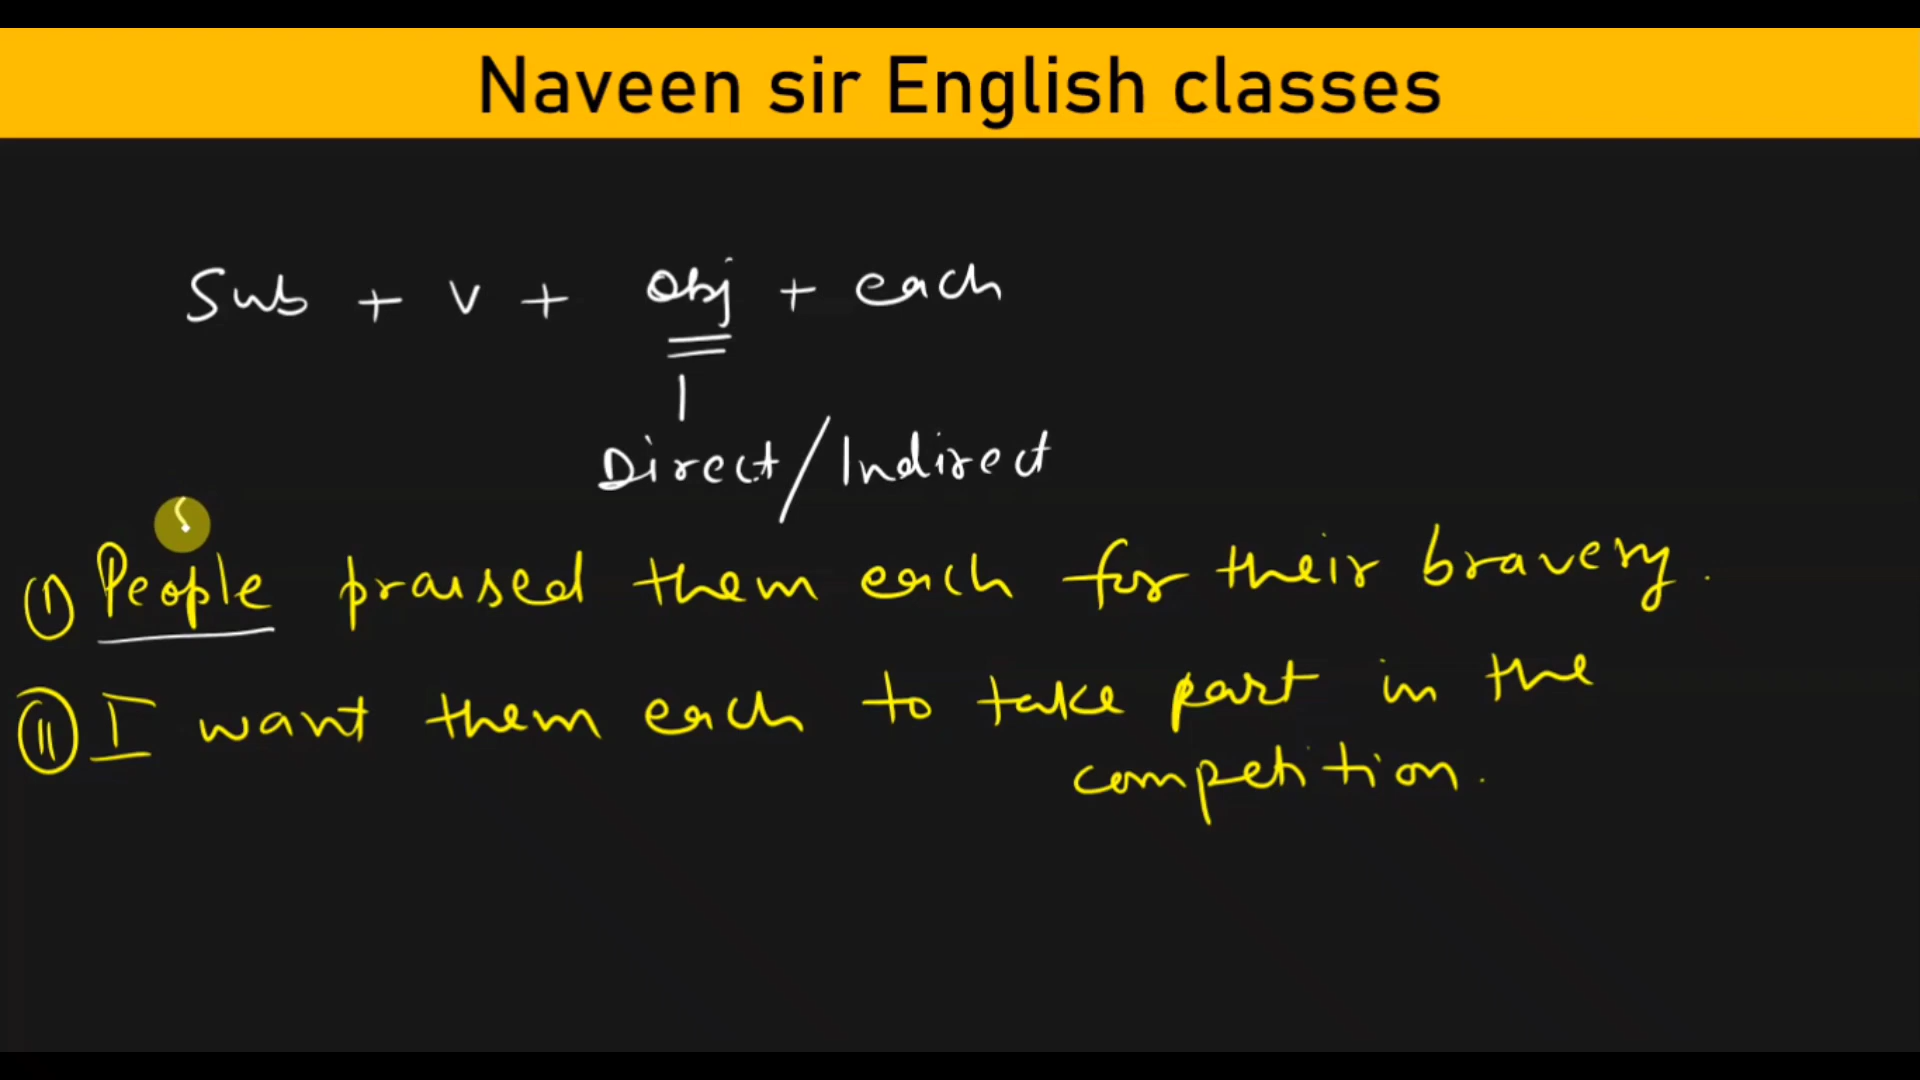 Naveen sir English classes
Sub + v + obj + each
Direct/Indirect
(i) People praised them each for their bravery.
(ii) I want them each to take part in the
competition.